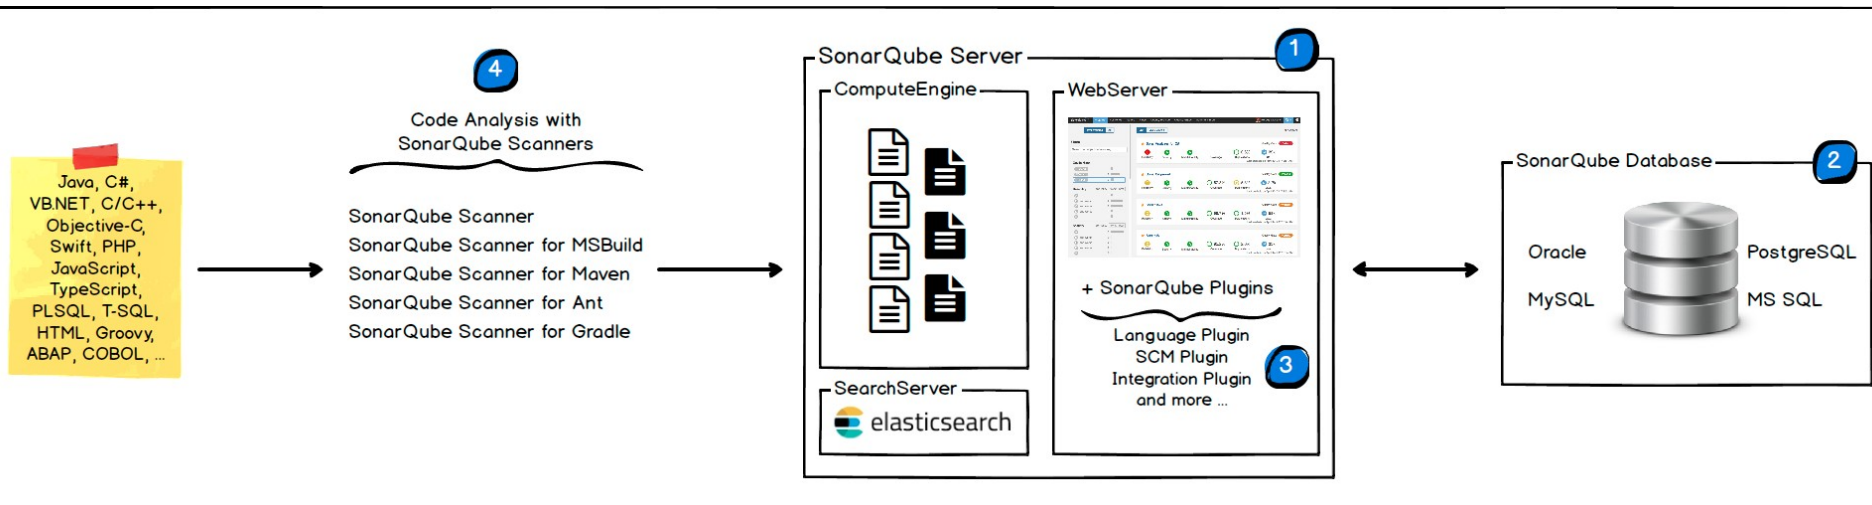 Java, C#,
VB.NET, C/C++,
Objective-C,
Swift, PHP,
JavaScript,
TypeScript,
PLSQL, T-SQL,
HTML, Groovy,
ABAP, COBOL, ...
4
Code Analysis with
SonarQube Scanners
SonarQube Scanner
SonarQube Scanner for MSBuild
SonarQube Scanner for Maven
SonarQube Scanner for Ant
SonarQube Scanner for Gradle
SonarQube Server
1
ComputeEngine
SearchServer
elasticsearch
WebServer
+ SonarQube Plugins
Language Plugin
SCM Plugin
Integration Plugin
and more ...
3
SonarQube Database
2
Oracle
MySQL
PostgreSQL
MS SQL